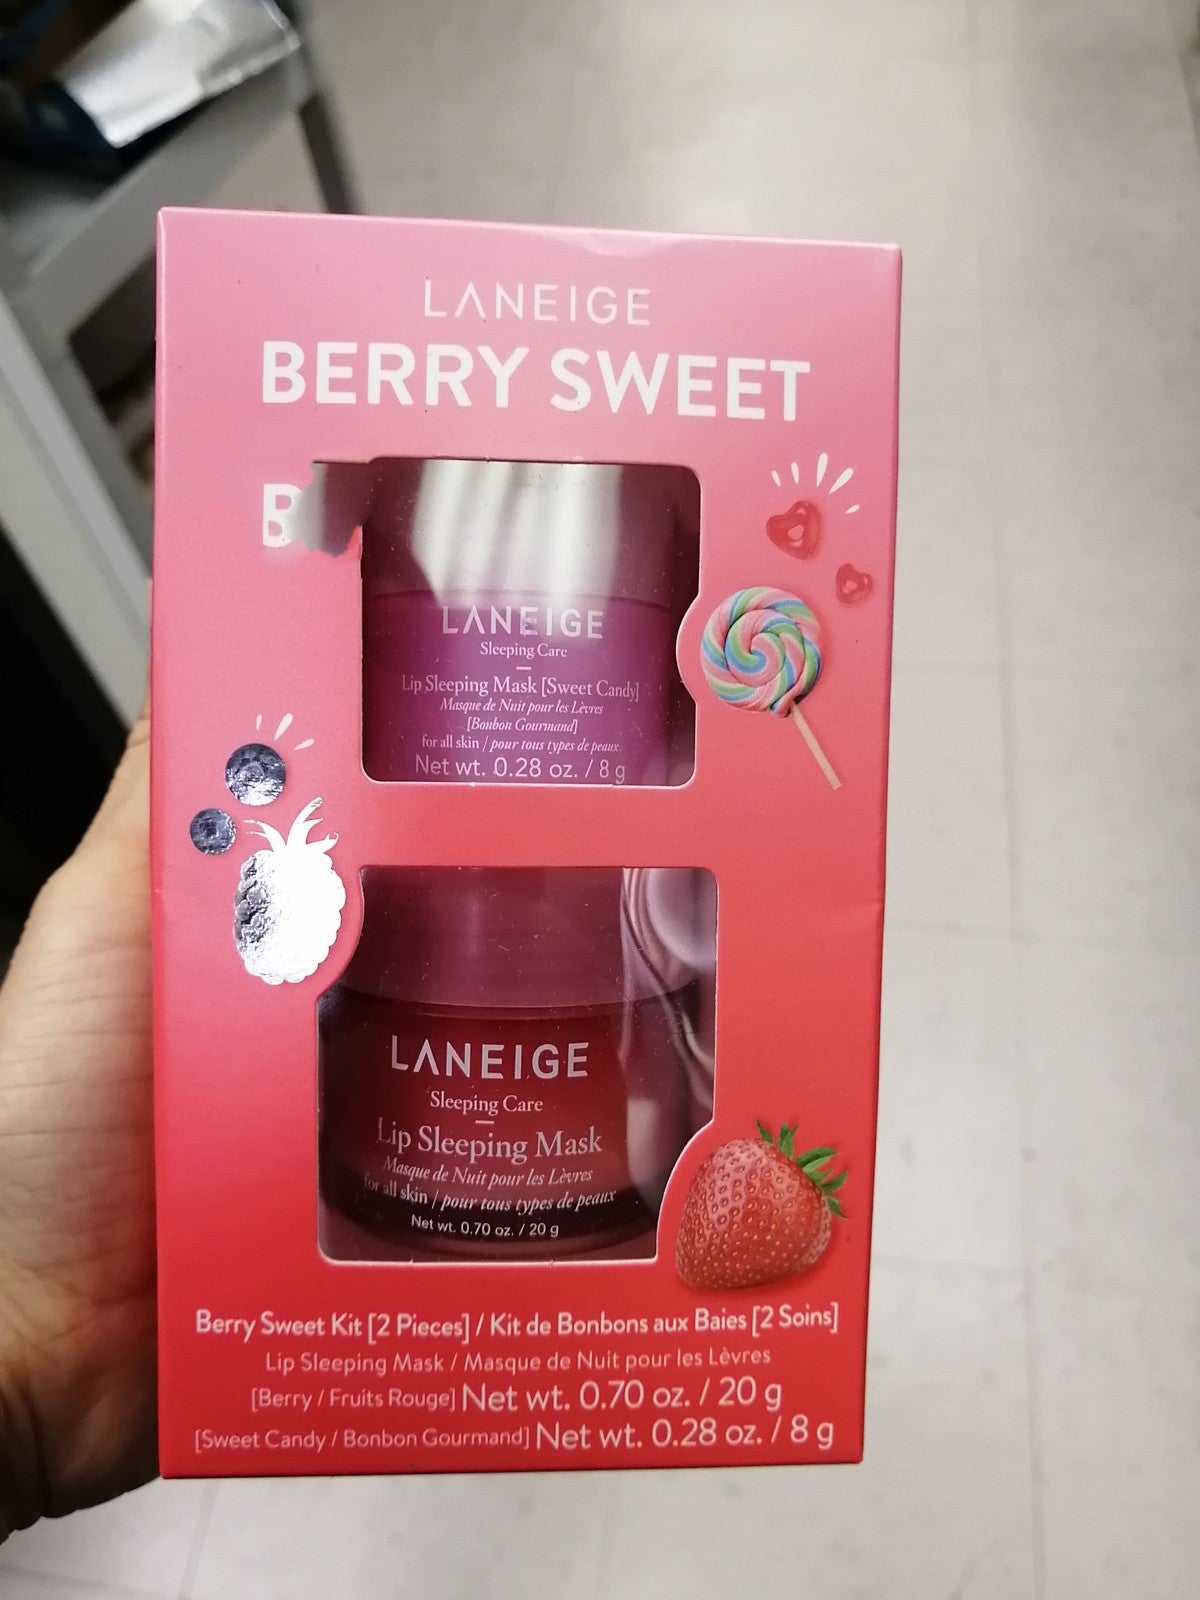 LANEIGE
BERRY SWEET
B
LANEIGE
Sleeping Care
Lip Sleeping Mask [Sweet Candy]
Masque de Nuit pour les Lèvres
[Bonbon Gourmand]
for all skin / pour tous types de peaux
Net wt. 0.28 oz. / 8 g
LANEIGE
Sleeping Care
Lip Sleeping Mask
Masque de Nuit pour les Lèvres
for all skin / pour tous types de peaux
Net wt. 0.70 oz. / 20 g
Berry Sweet Kit [2 Pieces] / Kit de Bonbons aux Baies [2 Soins]
Lip Sleeping Mask / Masque de Nuit pour les Lèvres
[Berry / Fruits Rouge] Net wt. 0.70 oz. / 20 g
[Sweet Candy / Bonbon Gourmand] Net wt. 0.28 oz. / 8 g